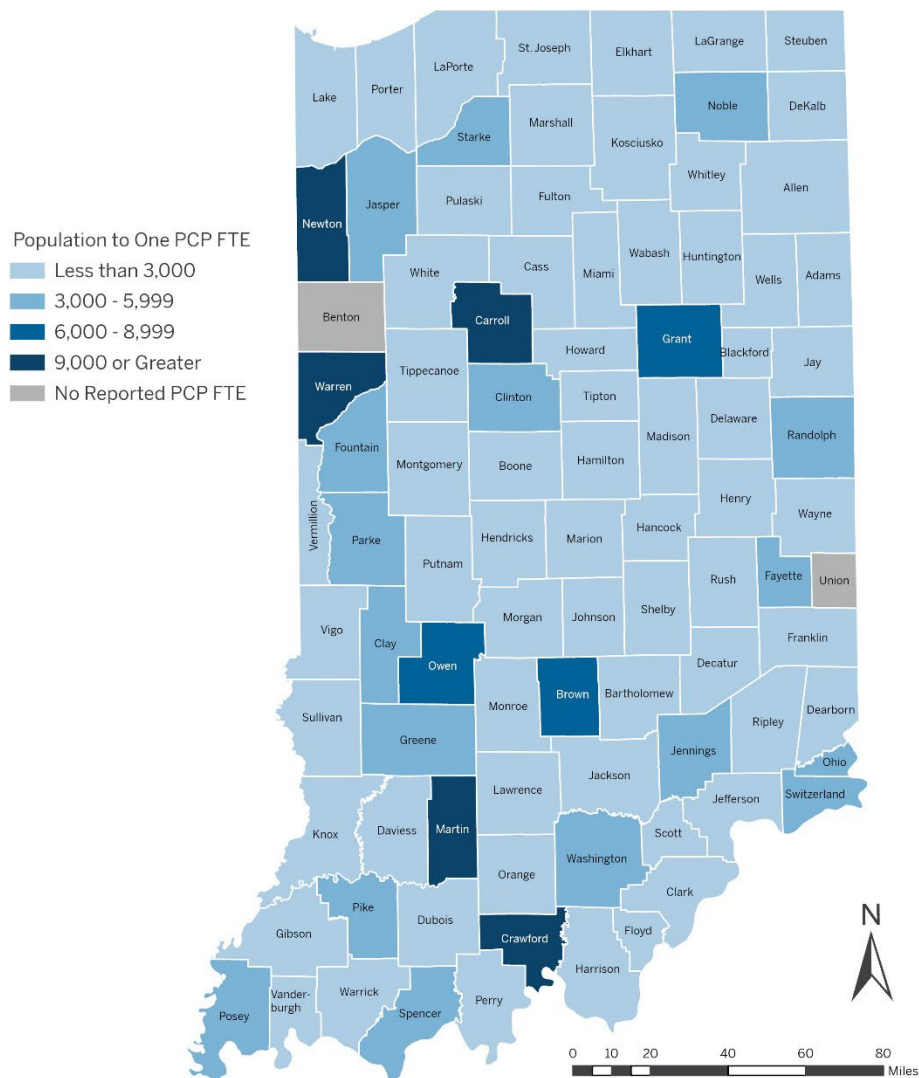 St. Joseph
Elkhart
LaGrange
Steuben
LaPorte
Porter
Lake
Noble
DeKalb
Starke
Marshall
Kosciusko
Whitley
Allen
Newton
Jasper
Pulaski
Fulton
Population to One PCP FTE
Less than 3,000
3,000 - 5,999
6,000 - 8,999
9,000 or Greater
No Reported PCP FTE
White
Cass
Miami
Wabash
Huntington
Wells
Adams
Benton
Carroll
Grant
Blackford
Howard
Jay
Warren
Tippecanoe
Clinton
Tipton
Fountain
Montgomery
Boone
Hamilton
Madison
Delaware
Randolph
Vermillion
Parke
Putnam
Hendricks
Marion
Hancock
Henry
Wayne
Vigo
Clay
Owen
Morgan
Johnson
Shelby
Rush
Fayette
Union
Franklin
Decatur
Sullivan
Greene
Monroe
Brown
Bartholomew
Jennings
Ripley
Dearborn
Ohio
Switzerland
Knox
Daviess
Martin
Lawrence
Jackson
Jefferson
Scott
Orange
Washington
Clark
Gibson
Pike
Dubois
Crawford
Floyd
Harrison
Posey
Vander-
burgh
Warrick
Spencer
Perry
N
0 10 20 40 60 80
Miles